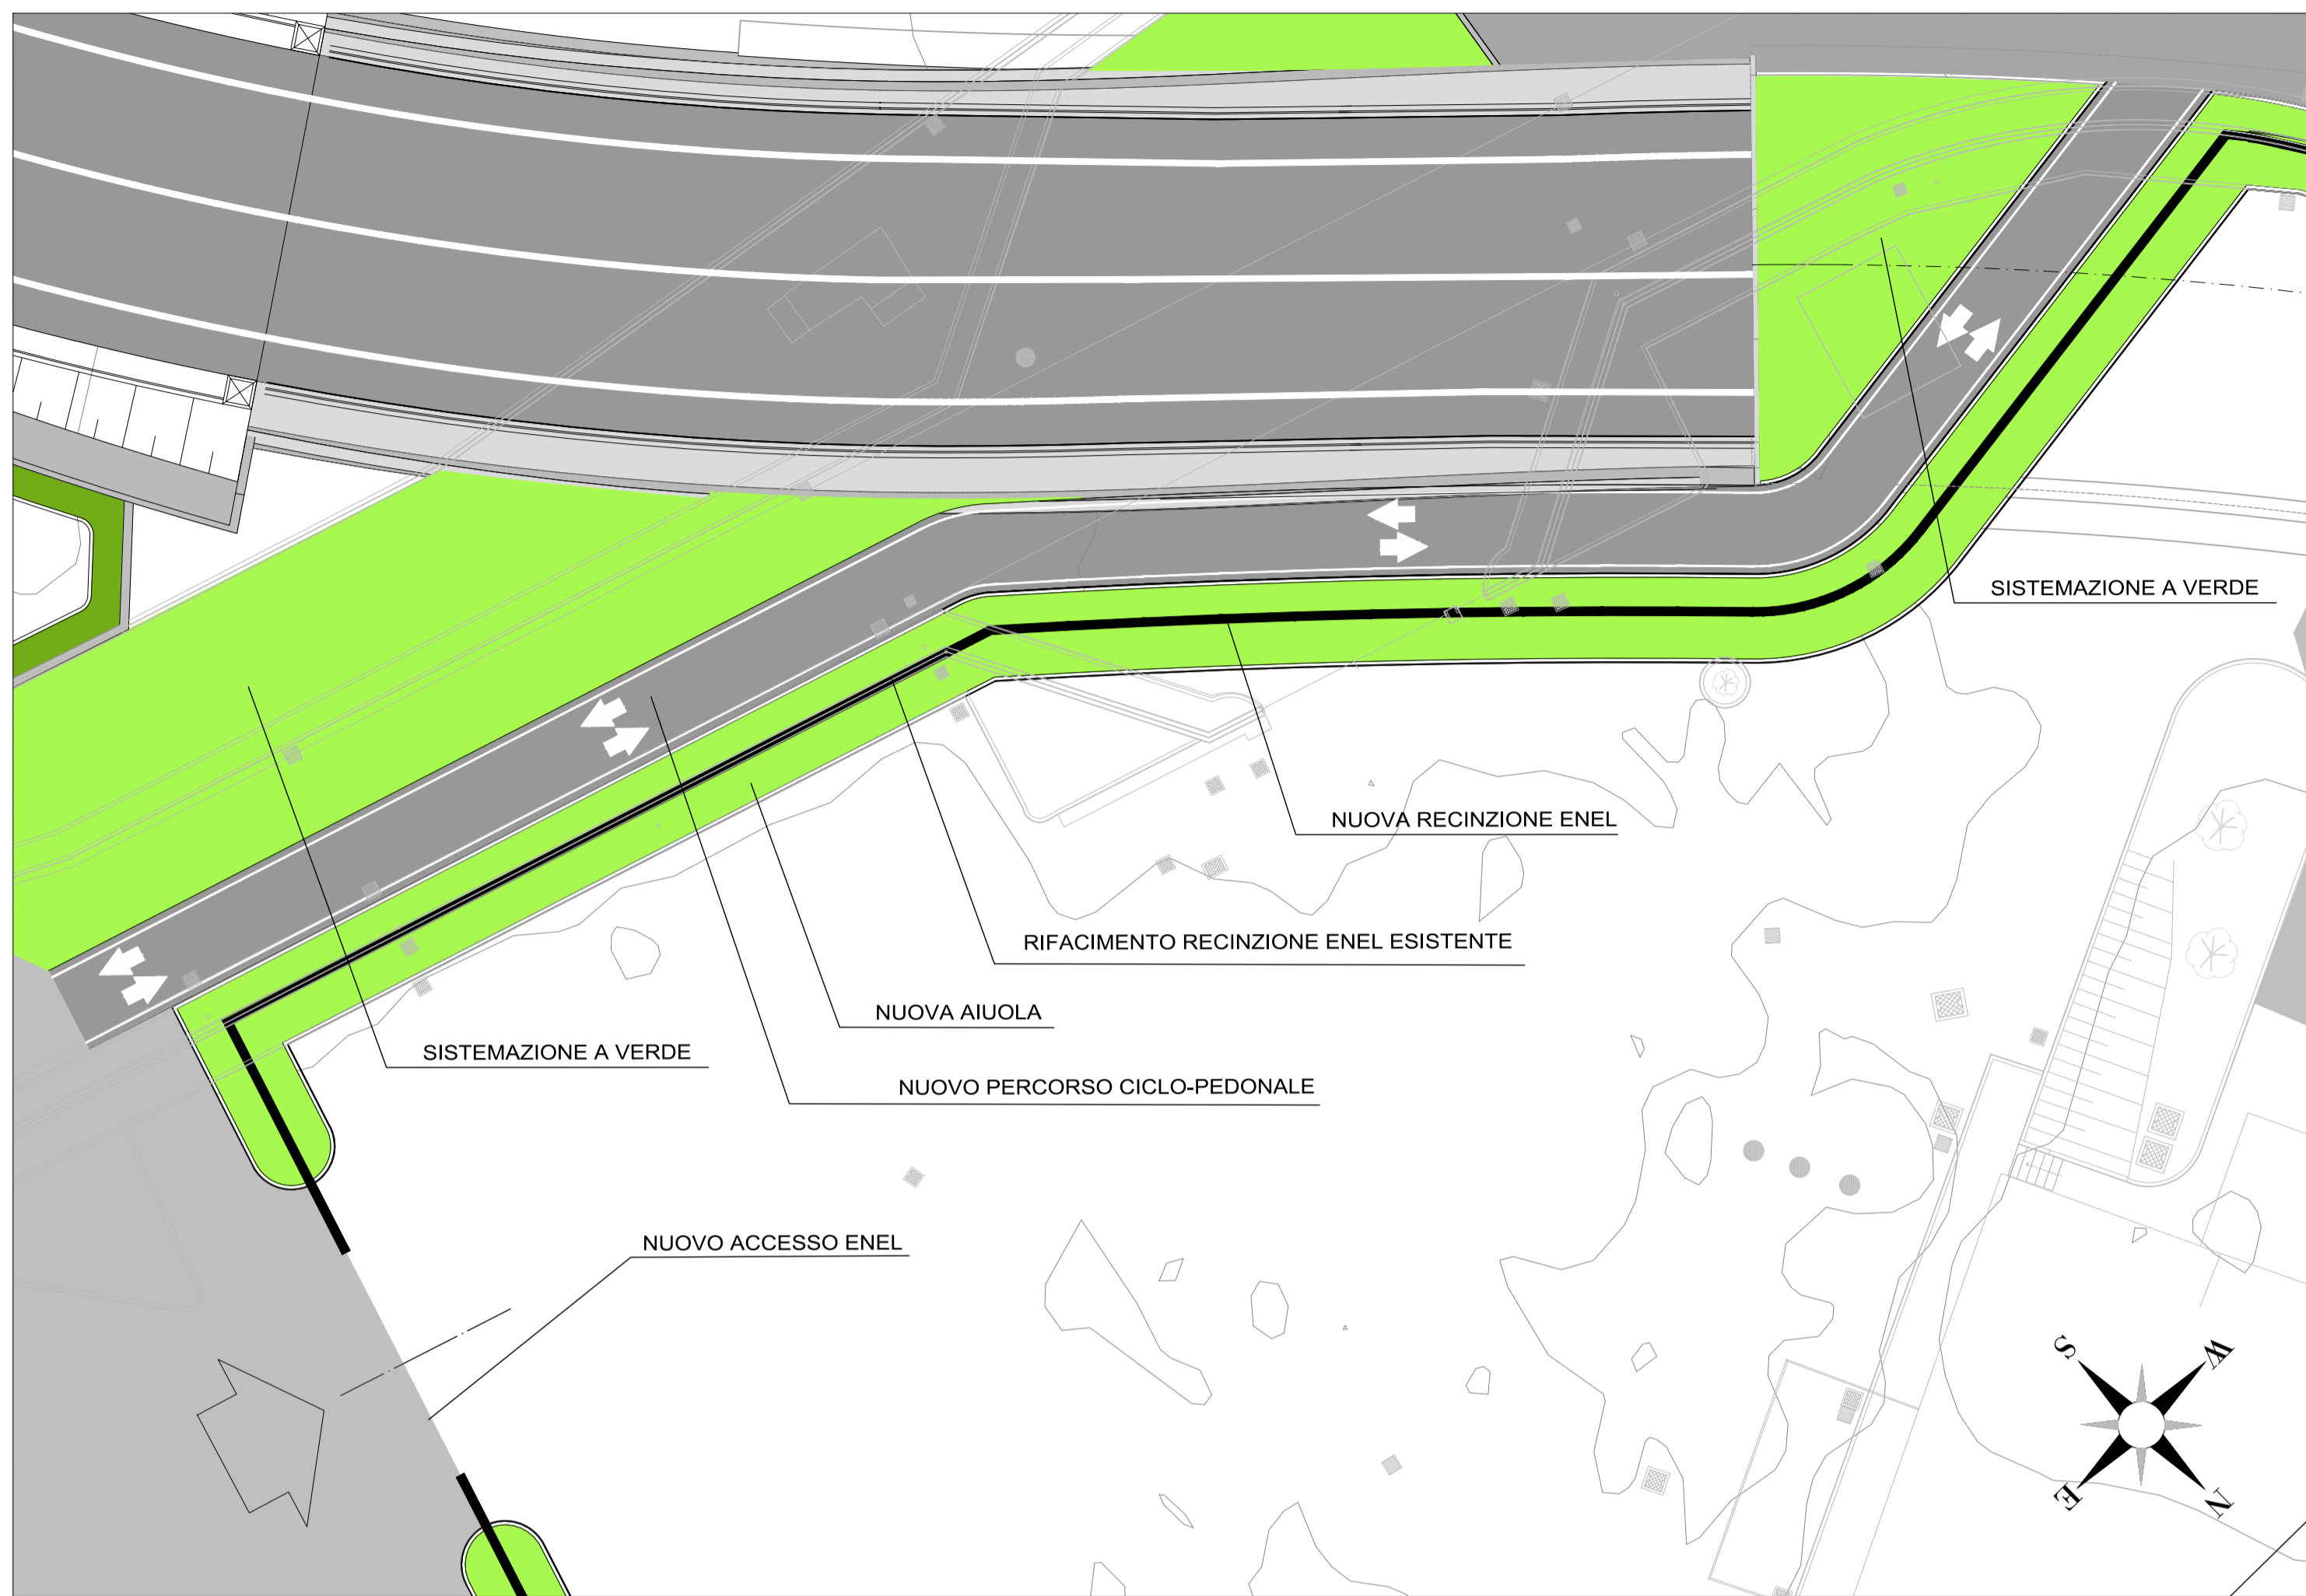 SISTEMAZIONE A VERDE
NUOVA RECINZIONE ENEL
RIFACIMENTO RECINZIONE ENEL ESISTENTE
NUOVA AIUOLA
SISTEMAZIONE A VERDE
NUOVO PERCORSO CICLO-PEDONALE
NUOVO ACCESSO ENEL
S
W
E
N